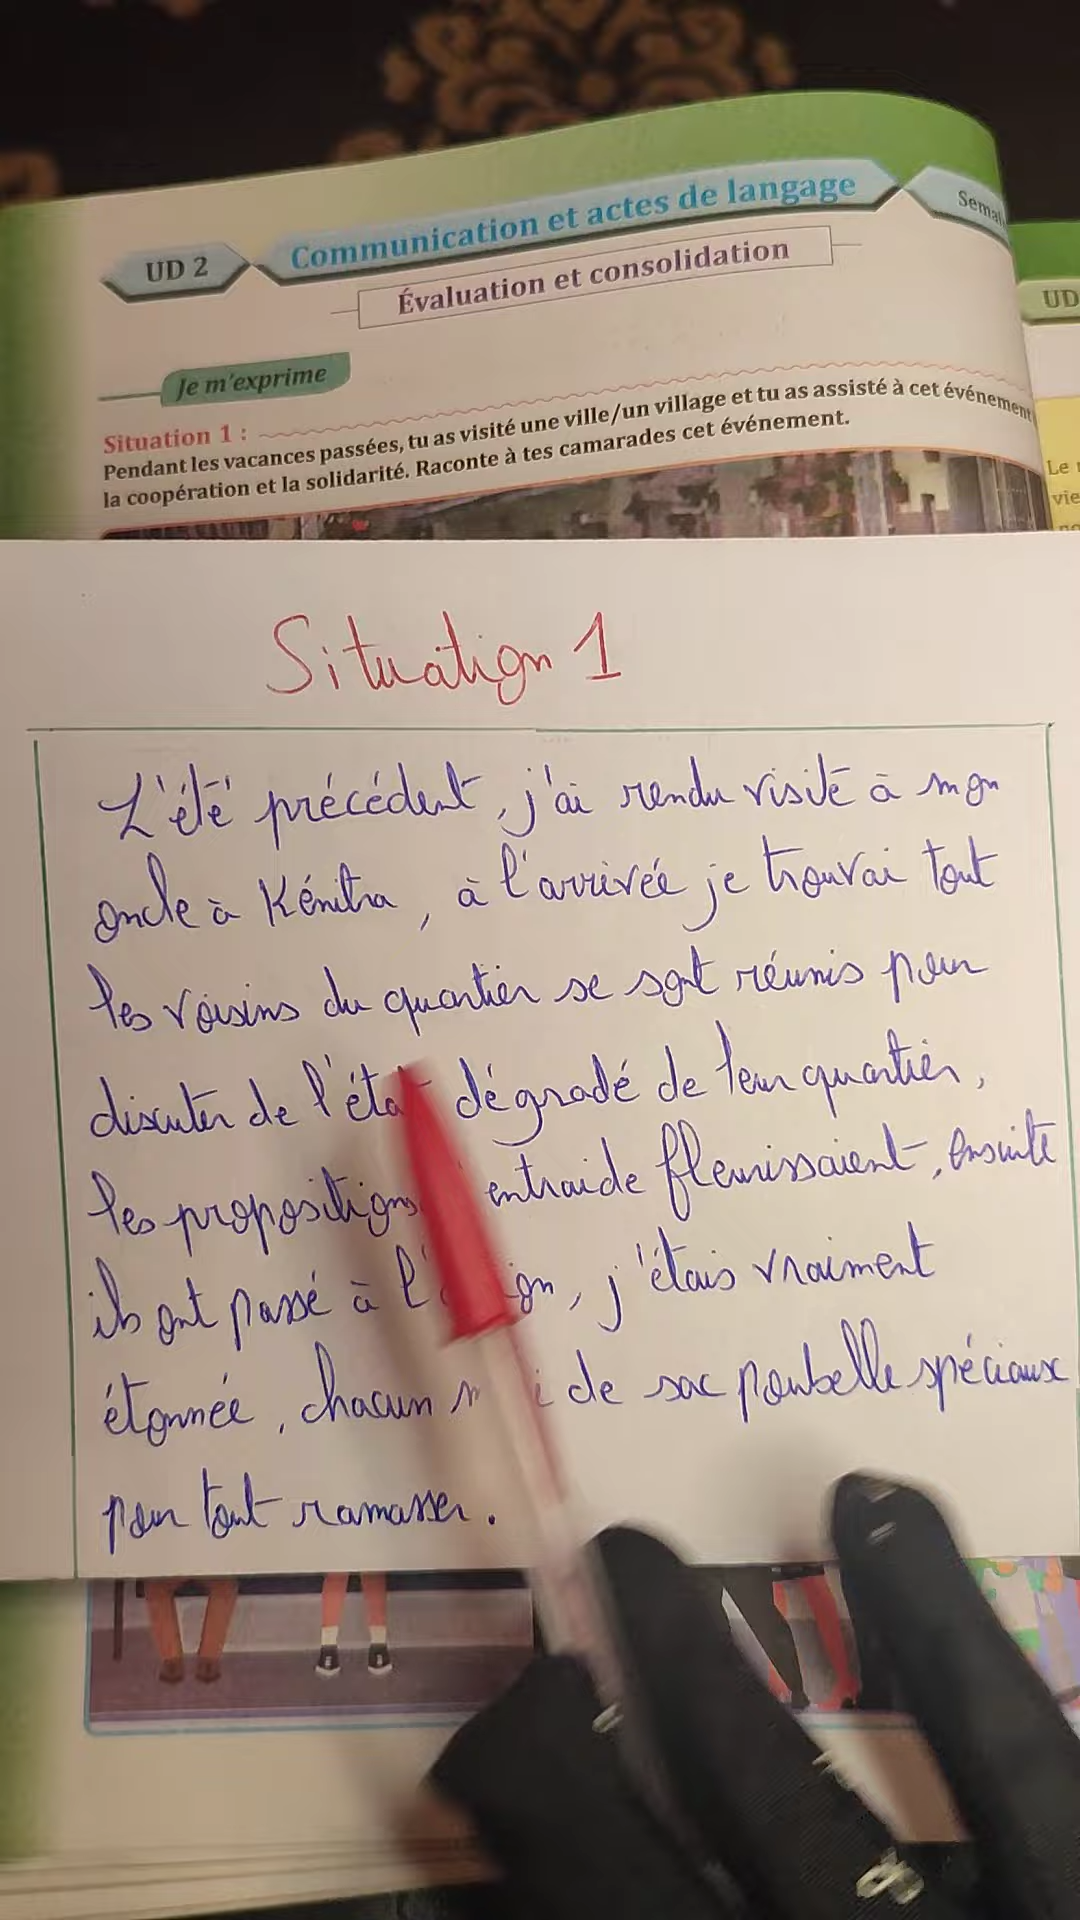 UD 2
Communication et actes de langage
Évaluation et consolidation
UD
Je m'exprime
Situation 1 :
Pendant les vacances passées, tu as visité une ville/un village et tu as assisté à cet événement
la coopération et la solidarité. Raconte à tes camarades cet événement.
Le
vie
Situation 1
L'été précédent, j'ai rendu visite à mon
oncle à Kénitra, à l'arrivée je trouvai tout
les voisins du quartier se sont réunis pour
discuter de l'état dégradé de leur quartier,
les propositions entraide fleurissaient, ensuite
ils ont passé à j'étais vraiment
étonnée, chacun de sac poubelle spéciaux
pour tout ramasser.